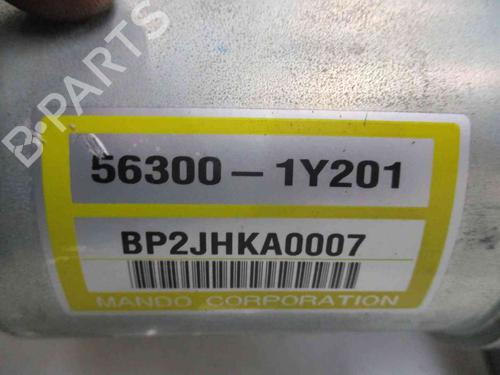 B-PARTS
56300-1Y201
BP2JHKA0007
MANDO CORPORATION